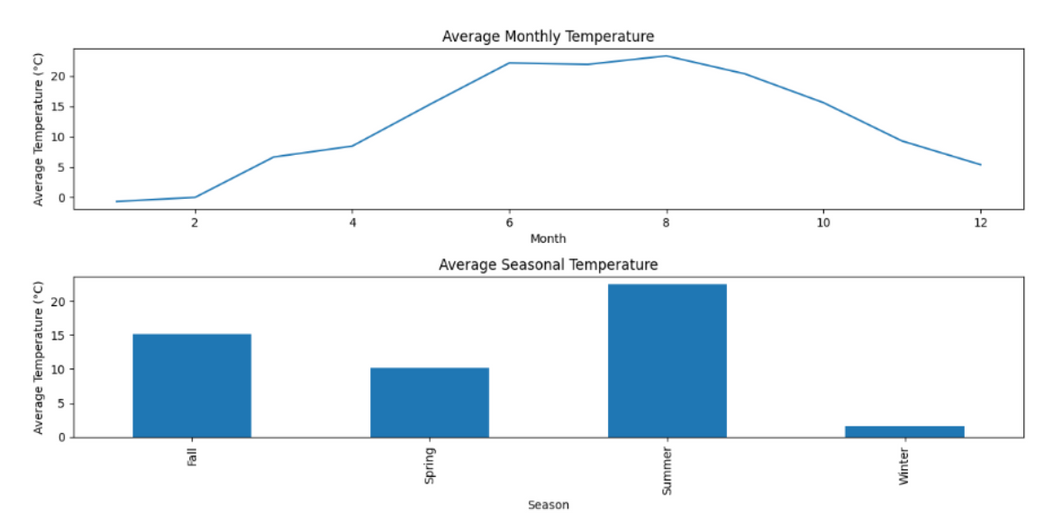 Average Monthly Temperature
Average Temperature (°C)
20
15
10
5
0
2 4 6 8 10 12
Month
Average Seasonal Temperature
Average Temperature (°C)
20
15
10
5
0
Fall Spring Summer Winter
Season